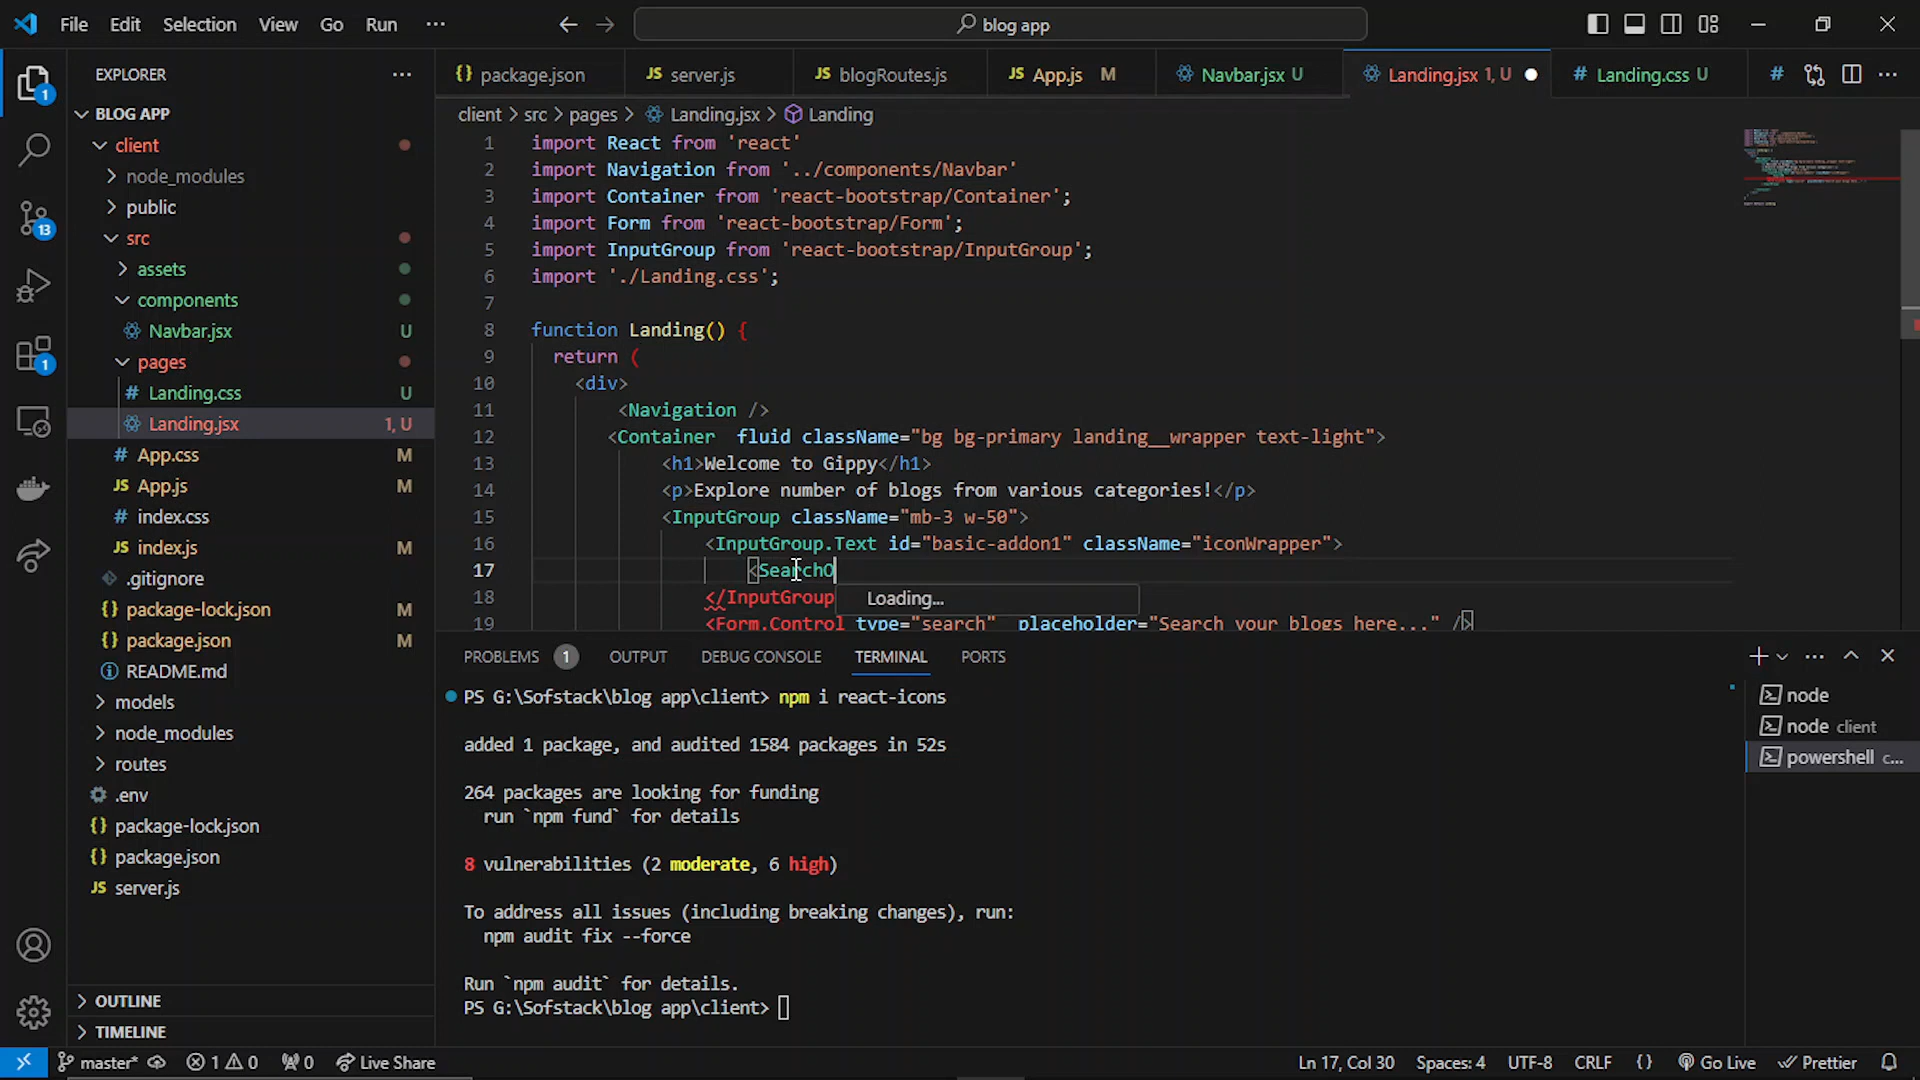 File Edit Selection View Go Run ··· blog app
EXPLORER ···
BLOG APP
client
node_modules
public
src
assets
components
Navbar.jsx U
pages
# Landing.css U
Landing.jsx 1, U
# App.css M
JS App.js M
# index.css
JS index.js M
.gitignore
{} package-lock.json M
{} package.json M
README.md
models
node_modules
routes
.env
{} package-lock.json
{} package.json
JS server.js
OUTLINE
TIMELINE
1
13
1
{} package.json JS server.js JS blogRoutes.js JS App.js M Navbar.jsx U Landing.jsx 1, U # Landing.css U # ···
client > src > pages > Landing.jsx > Landing
1 import React from 'react'
2 import Navigation from '../components/Navbar'
3 import Container from 'react-bootstrap/Container';
4 import Form from 'react-bootstrap/Form';
5 import InputGroup from 'react-bootstrap/InputGroup';
6 import './Landing.css';
7
8 function Landing() {
9 return (
10 <div>
11 <Navigation />
12 <Container  fluid className="bg bg-primary landing__wrapper text-light">
13 <h1>Welcome to Gippy</h1>
14 <p>Explore number of blogs from various categories!</p>
15 <InputGroup className="mb-3 w-50">
16 <InputGroup.Text id="basic-addon1" className="iconWrapper">
17 <SearchO
18 </InputGroup
Loading...
19 <Form.Control type="search"  placeholder="Search your blogs here..." />
PROBLEMS 1 OUTPUT DEBUG CONSOLE TERMINAL PORTS
PS G:\Sofstack\blog app\client> npm i react-icons
added 1 package, and audited 1584 packages in 52s
264 packages are looking for funding
run `npm fund` for details
8 vulnerabilities (2 moderate, 6 high)
To address all issues (including breaking changes), run:
npm audit fix --force
Run `npm audit` for details.
PS G:\Sofstack\blog app\client>
node
node client
powershell c...
master* 1 0 0 Live Share Ln 17, Col 30 Spaces: 4 UTF-8 CRLF {} Go Live Prettier